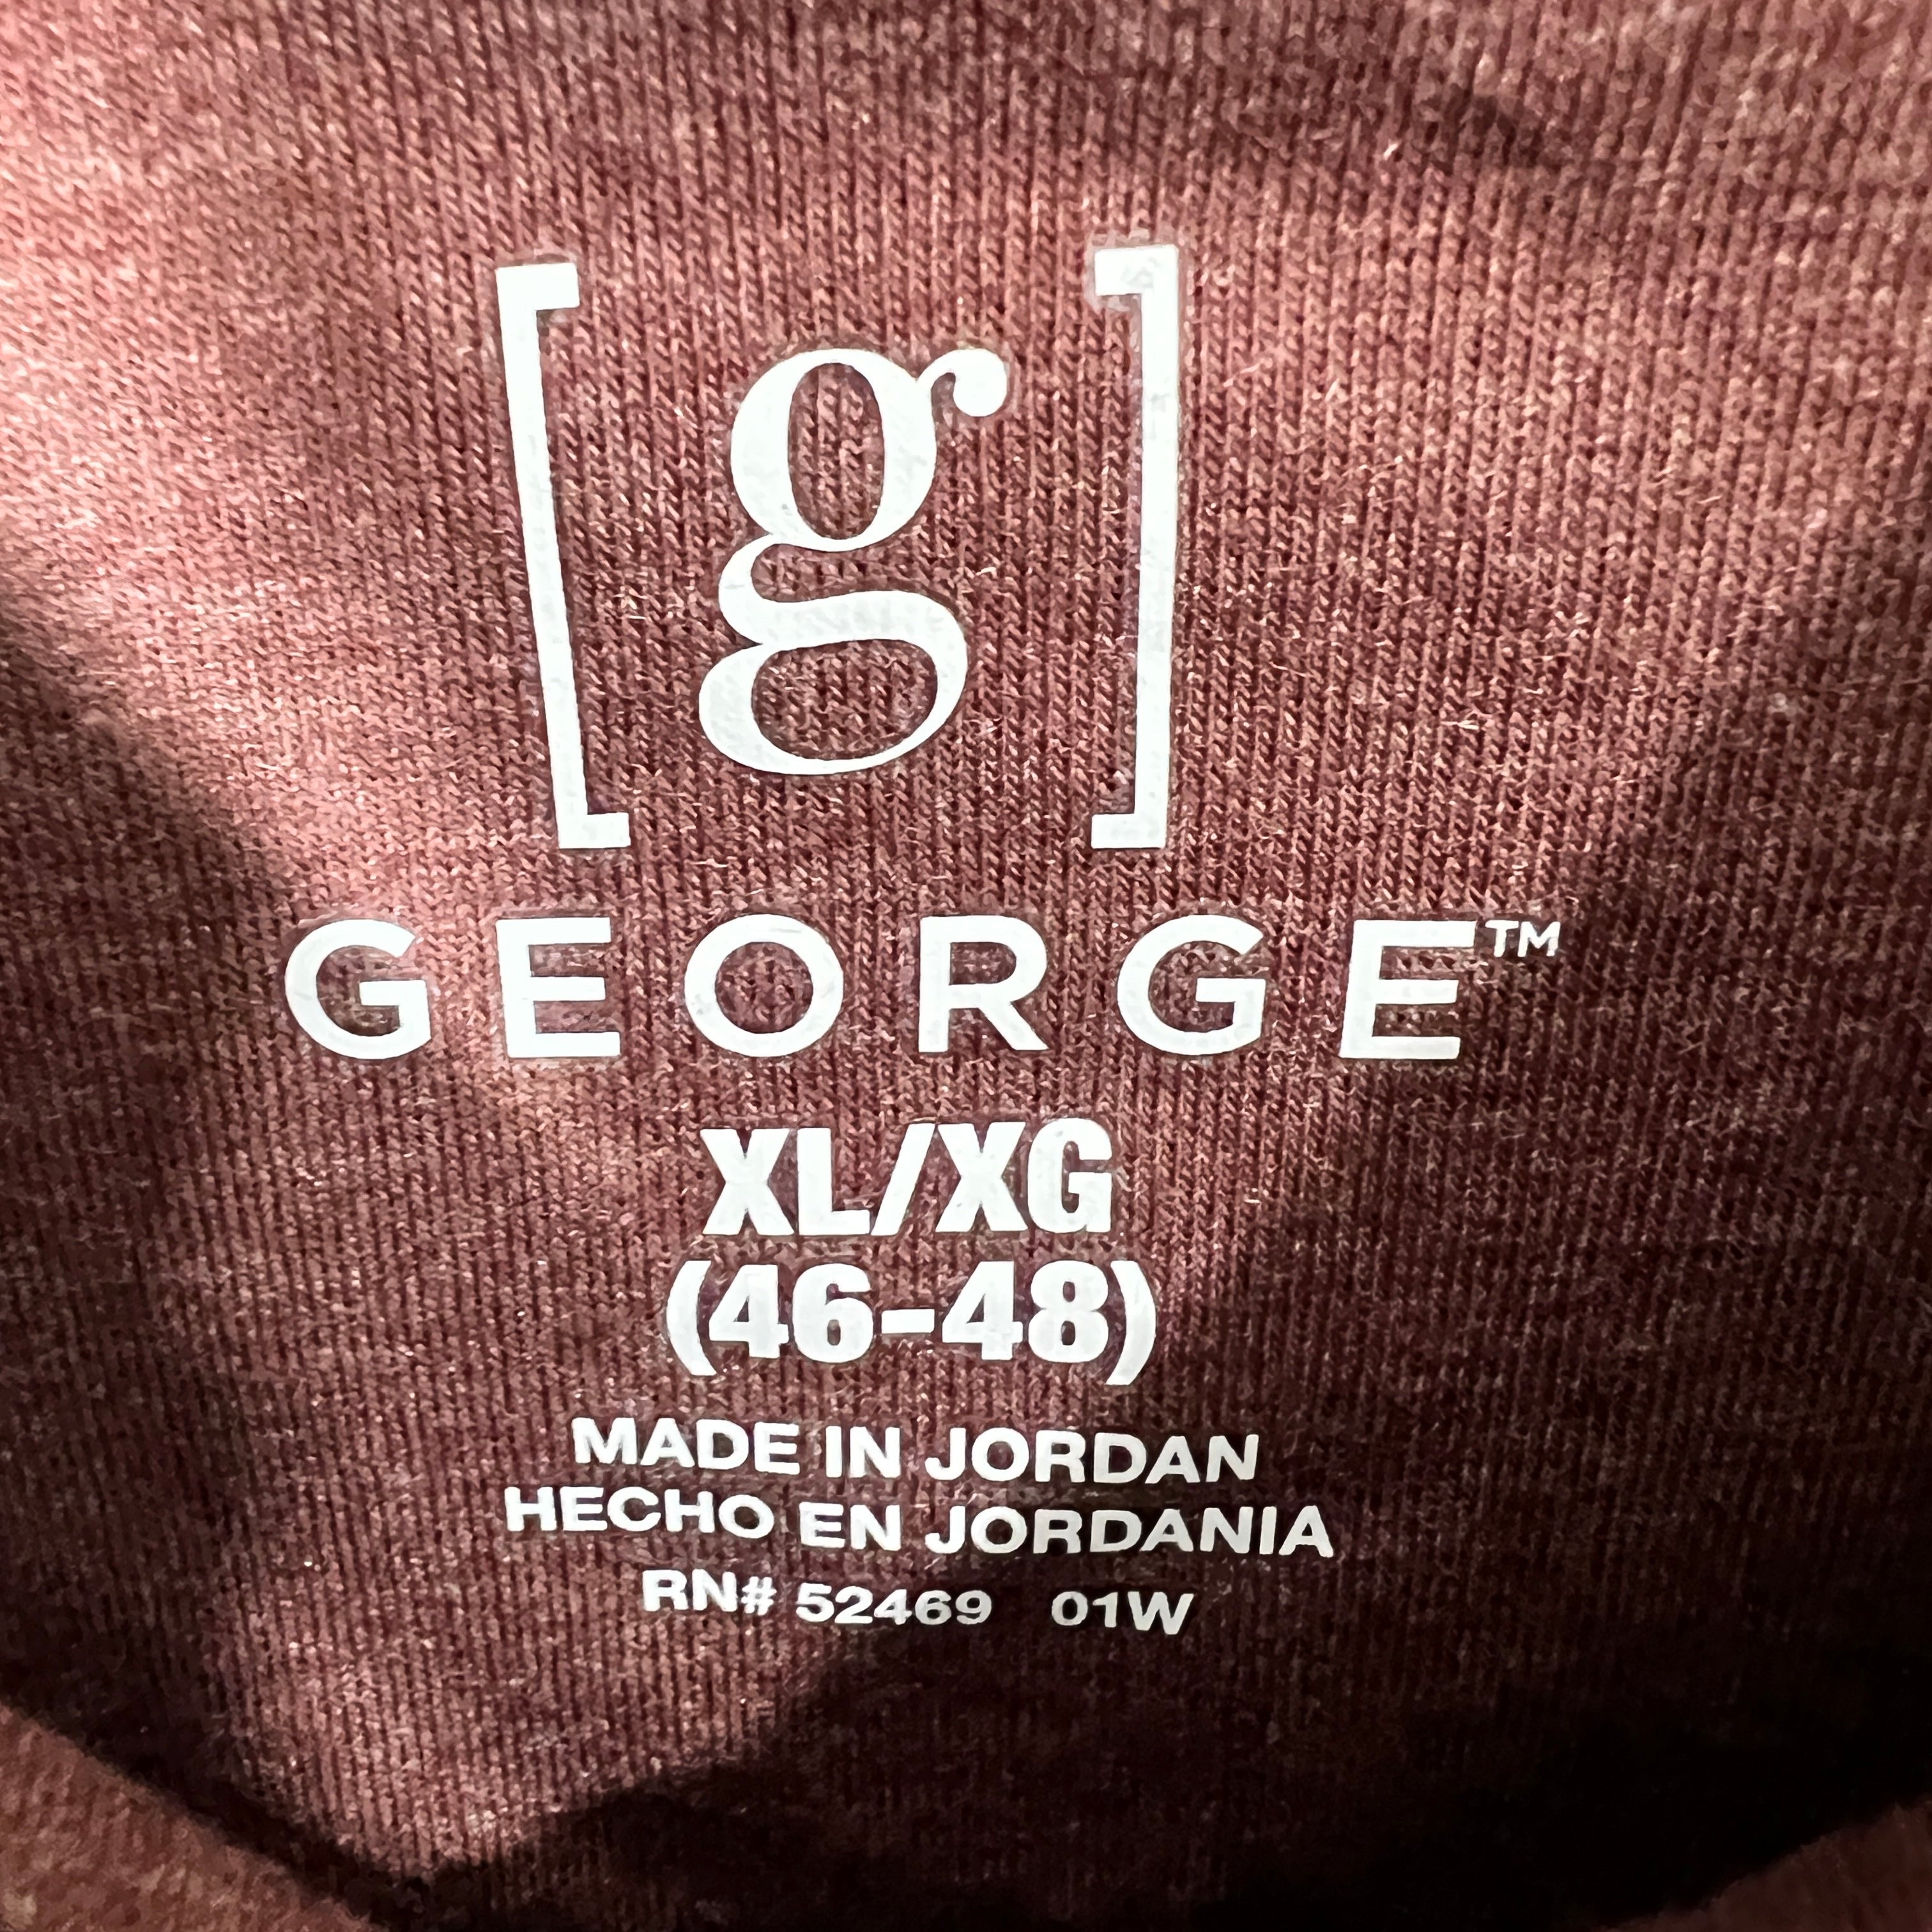 [g]
GEORGE™
XL/XG
(46-48)
MADE IN JORDAN
HECHO EN JORDANIA
RN# 52469 01W